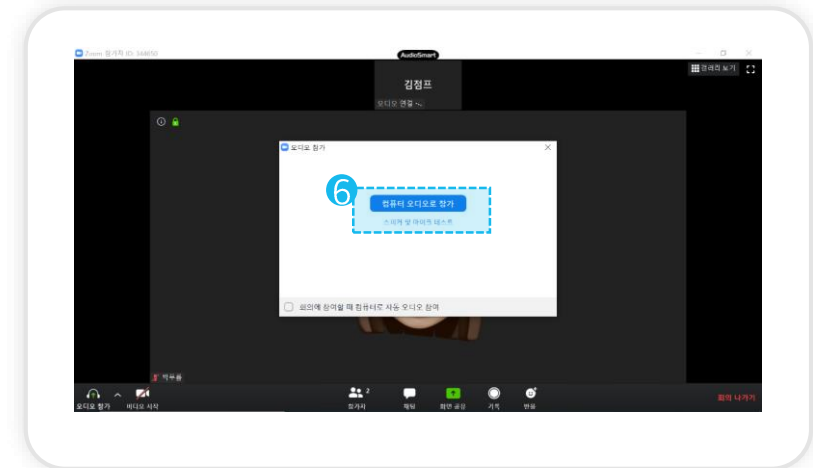 Zoom 참가자 ID: 344650
AudioSmart
갤러리 보기
김점프
오디오 연결 ㆍ
오디오 참가
6
컴퓨터 오디오로 참가
스피커 및 마이크 테스트
회의에 참여할 때 컴퓨터로 자동 오디오 참여
오디오 참가
비디오 시작
참가자 2
채팅
화면 공유
기록
반응
회의 나가기